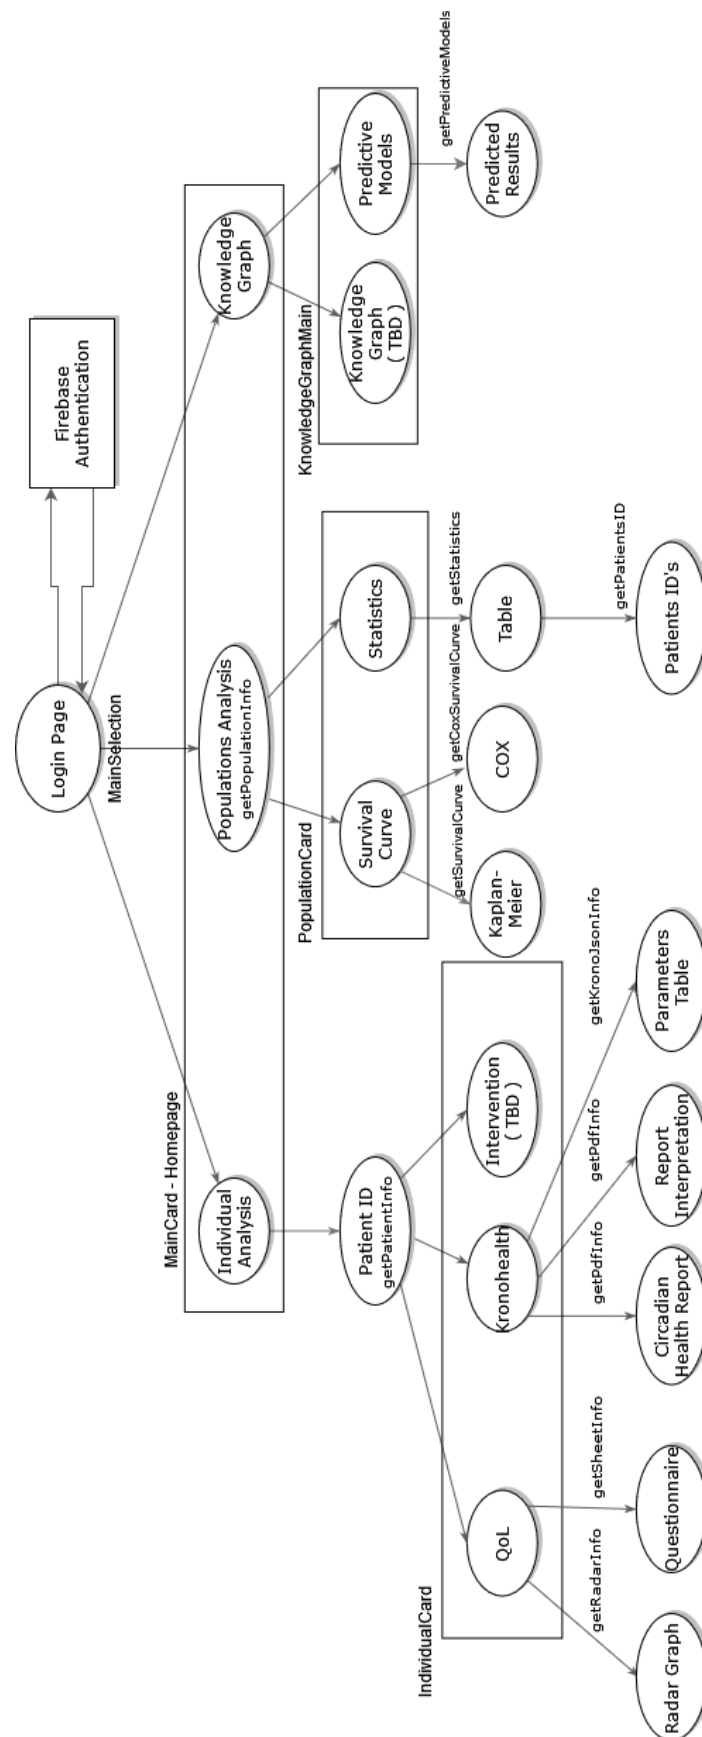 Login Page
Firebase
Authentication
MainSelection
MainCard - Homepage
Individual
Analysis
Populations Analysis
getPopulationInfo
Knowledge
Graph
PopulationCard
KnowledgeGraphMain
Patient ID
getPatientInfo
Survival
Curve
Statistics
Knowledge
Graph
( TBD )
Predictive
Models
IndividualCard
getSurvivalCurve
getCoxSurvivalCurve
getStatistics
getPredictiveModels
QoL
Kronohealth
Intervention
( TBD )
Kaplan-
Meier
COX
Table
Predicted
Results
getRadarInfo
getSheetInfo
getPdfInfo
getPdfInfo
getKronoJsonInfo
getPatientsID
Radar Graph
Questionnaire
Circadian
Health Report
Report
Interpretation
Parameters
Table
Patients ID's